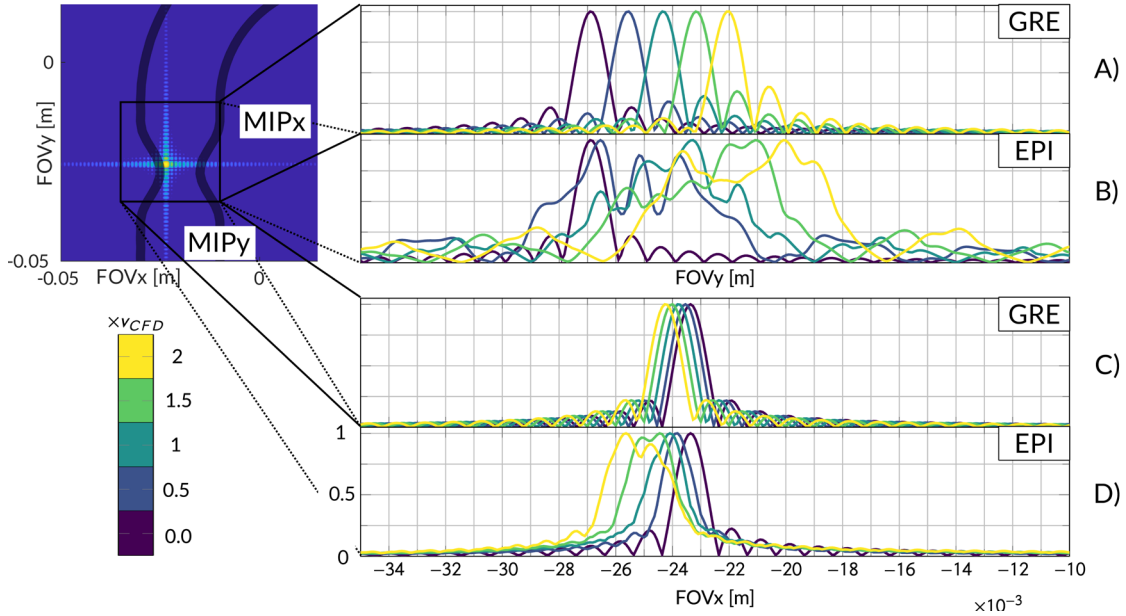 GRE
A)
0
MIPx
FOVy [m]
EPI
B)
MIPy
-0.05
-0.05
FOVx [m]
0
FOVy [m]
GRE
C)
×vCFD
2
1.5
1
0.5
0.0
1
EPI
D)
0.5
0
−34 −32 −30 −28 −26 −24 −22 −20 −18 −16 −14 −12 −10
FOVx [m]
×10−3